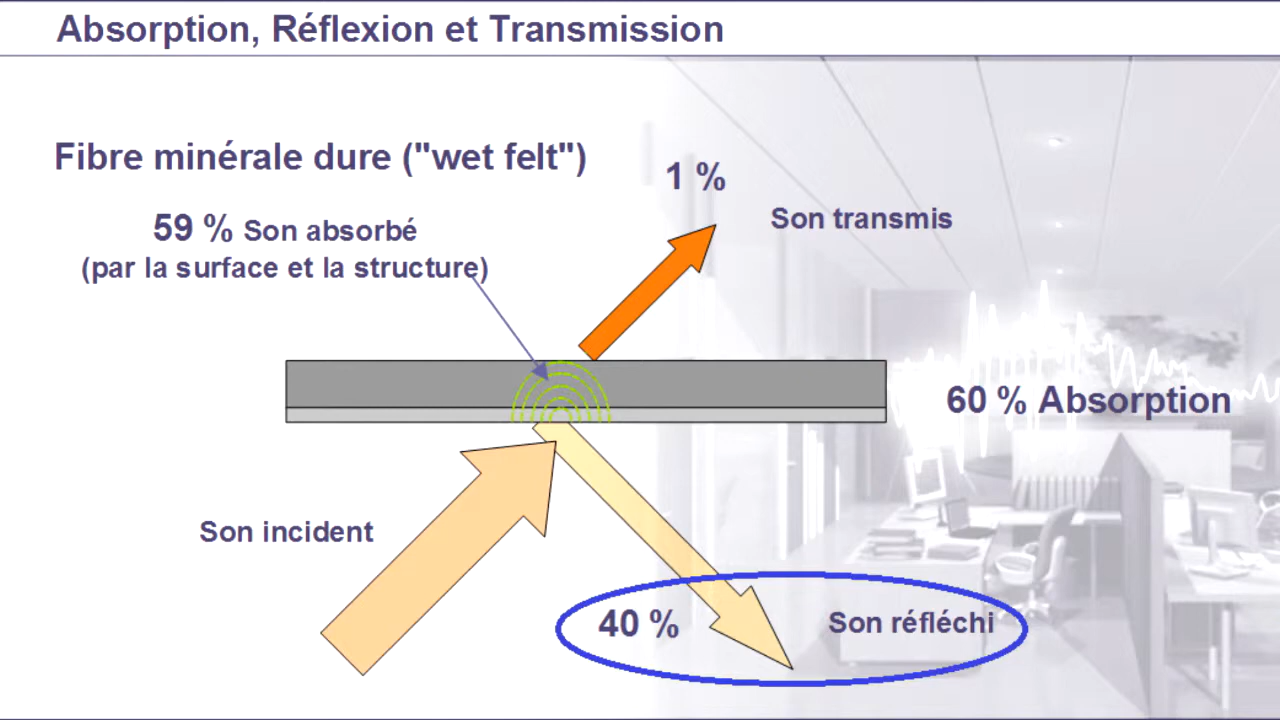 Absorption, Réflexion et Transmission
Fibre minérale dure ("wet felt")
1 %
59 % Son absorbé
(par la surface et la structure)
Son transmis
60 % Absorption
Son incident
40 %
Son réfléchi